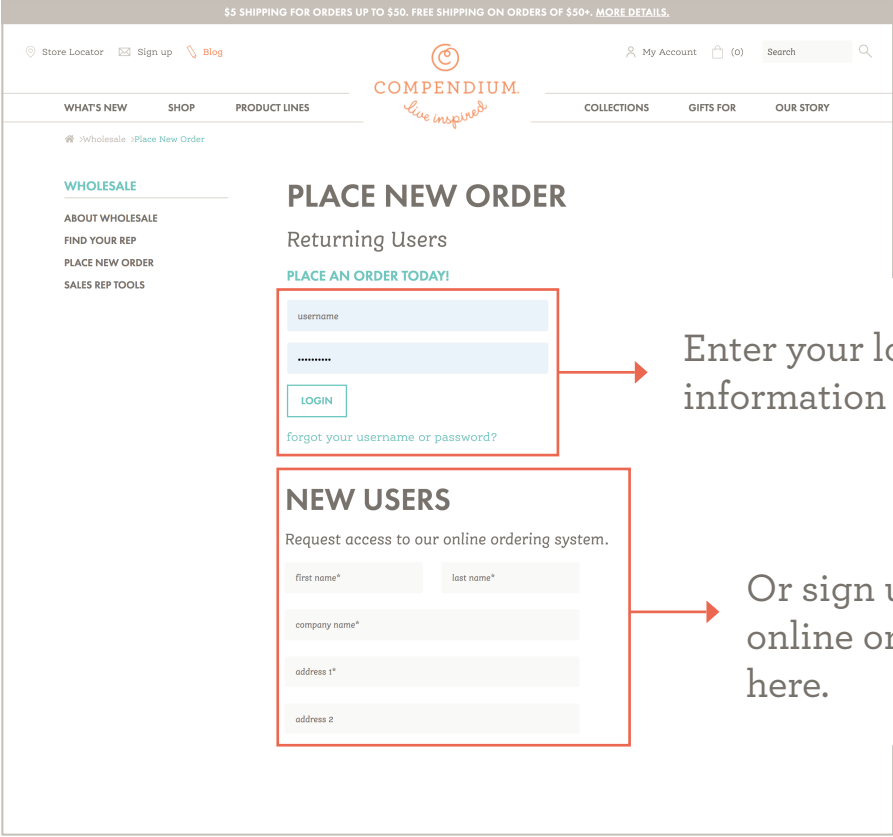 $5 SHIPPING FOR ORDERS UP TO $50. FREE SHIPPING ON ORDERS OF $50+. MORE DETAILS.
Store Locator Sign up Blog
My Account (0) Search
COMPENDIUM.
live inspired
WHAT'S NEW SHOP PRODUCT LINES
COLLECTIONS GIFTS FOR OUR STORY
>Wholesale >Place New Order
WHOLESALE
ABOUT WHOLESALE
FIND YOUR REP
PLACE NEW ORDER
SALES REP TOOLS
PLACE NEW ORDER
Returning Users
PLACE AN ORDER TODAY!
username
••••••••••
LOGIN
forgot your username or password?
Enter your
information
NEW USERS
Request access to our online ordering system.
first name* last name*
company name*
address 1*
address 2
Or sign
online
here.